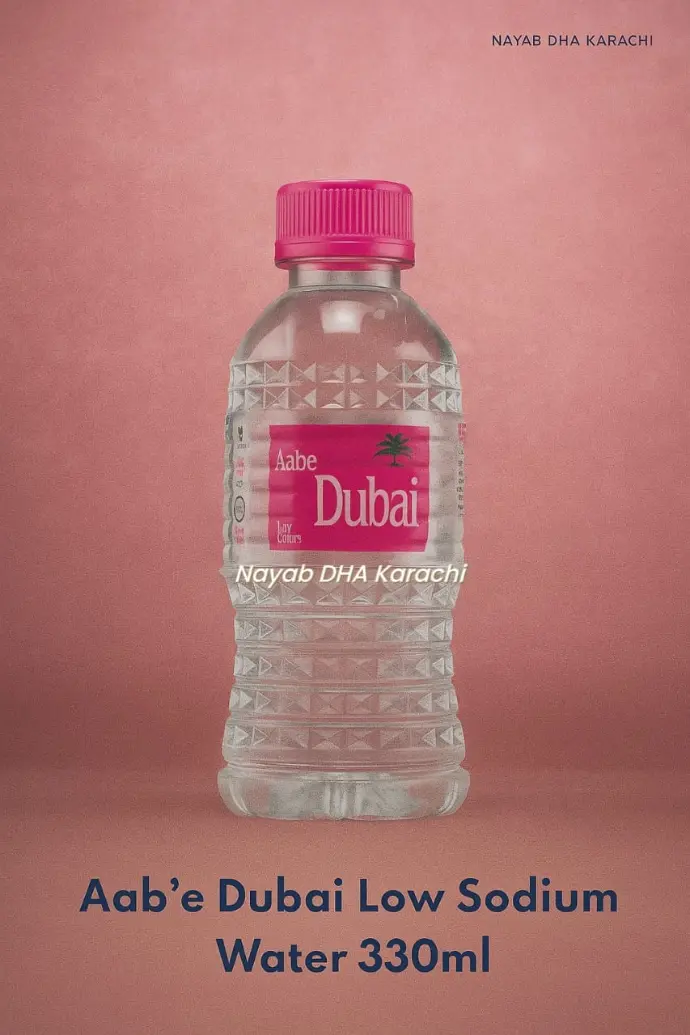 NAYAB DHA KARACHI
Aabe
Dubai
Nayab DHA Karachi
Aab’e Dubai Low Sodium
Water 330ml